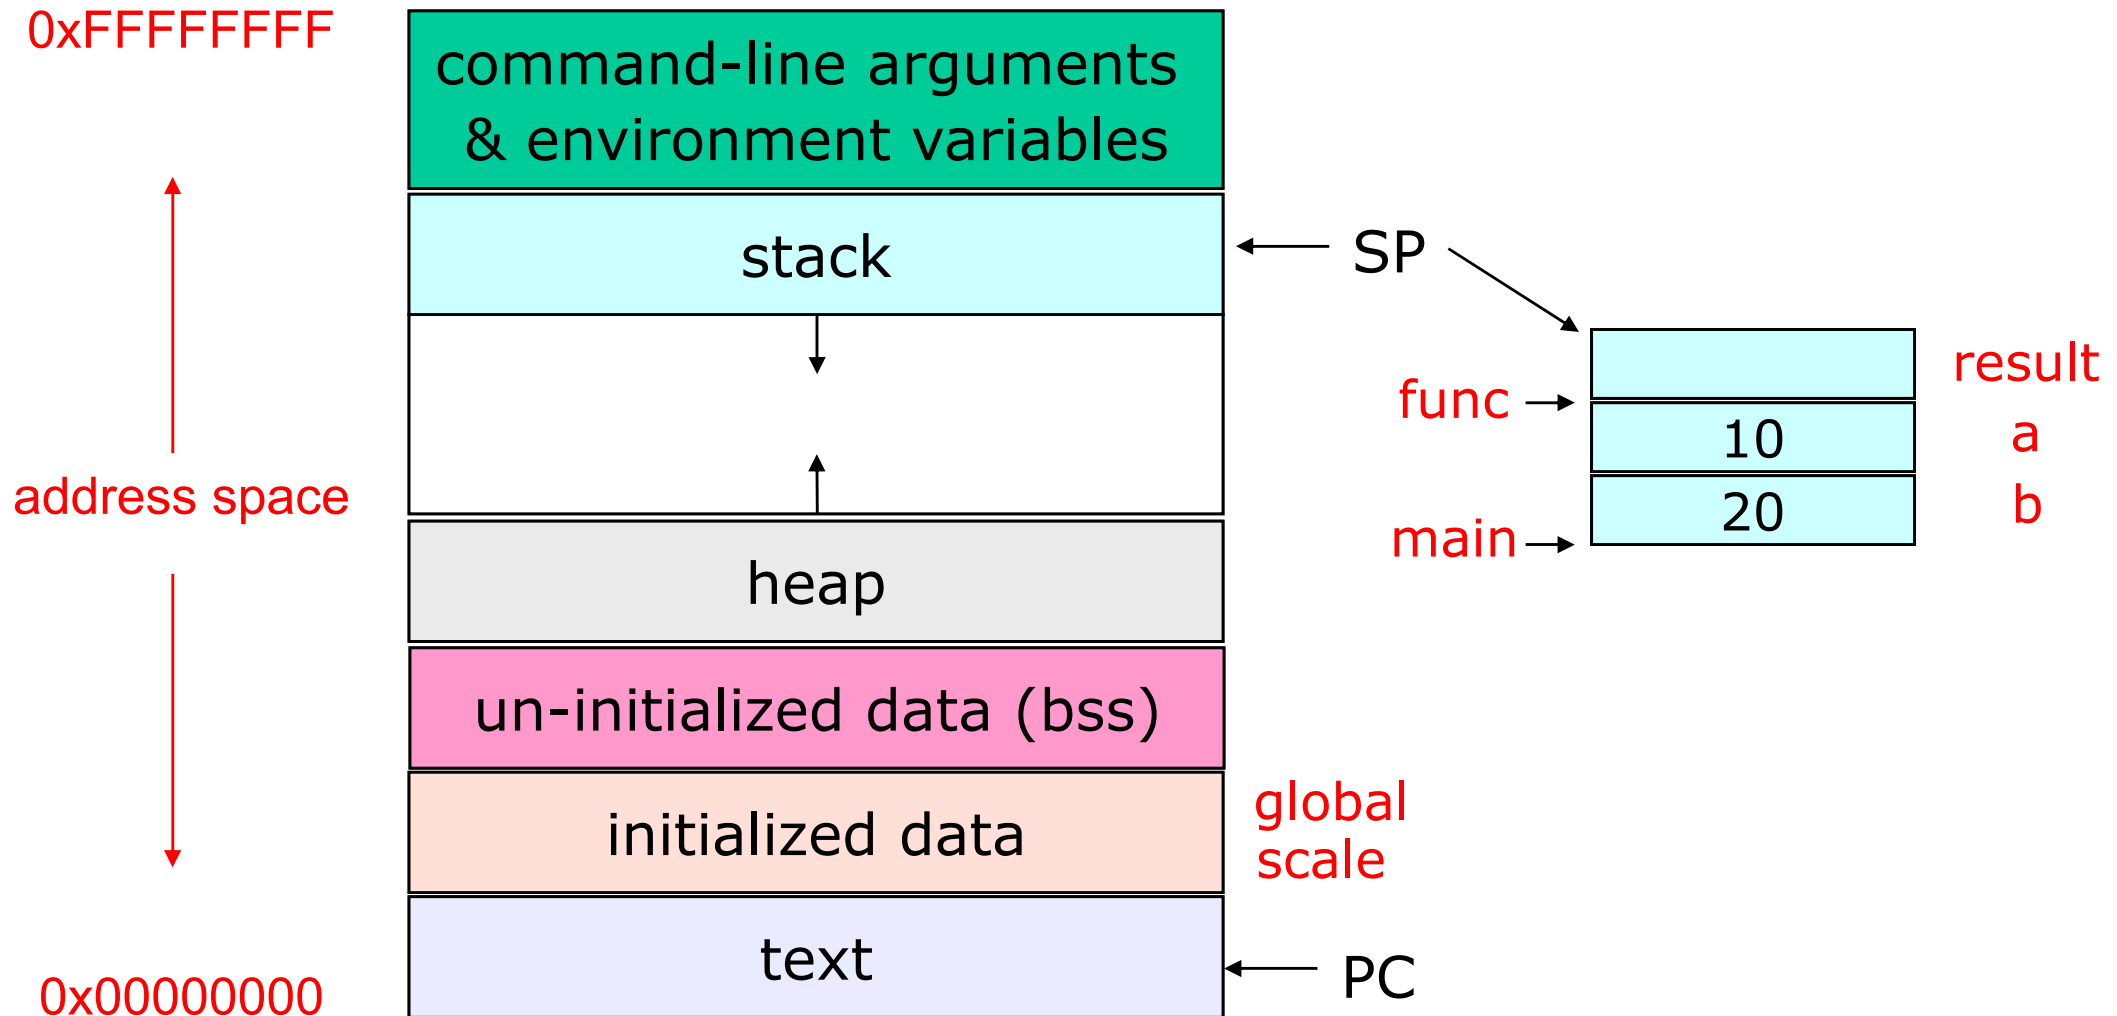 0xFFFFFFFF
command-line arguments
& environment variables
stack
SP
result
func
10
a
address space
20
b
main
heap
un-initialized data (bss)
initialized data
global
scale
text
PC
0x00000000